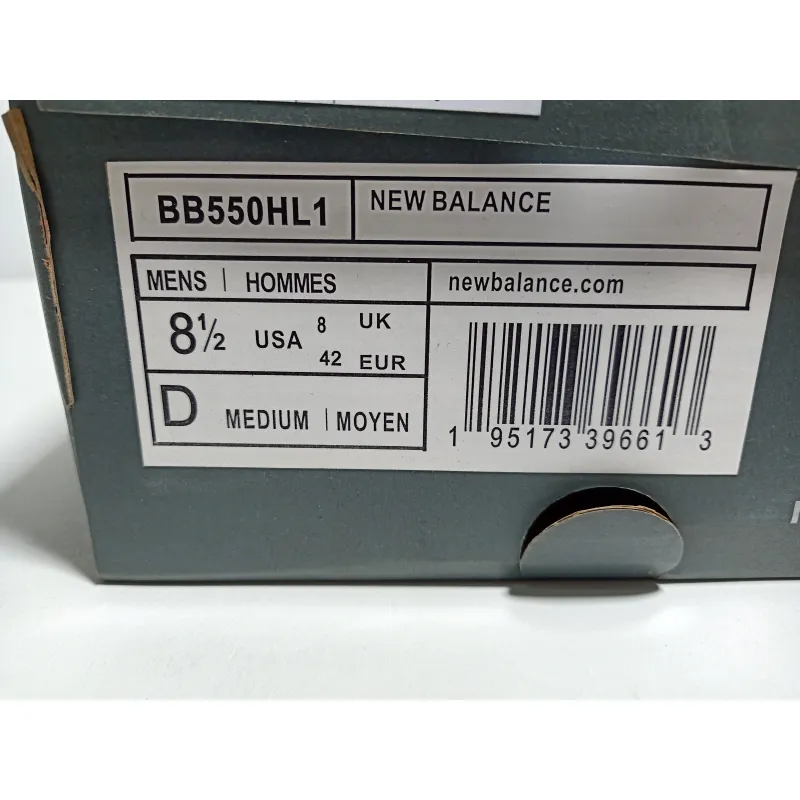 BB550HL1
NEW BALANCE
MENS | HOMMES
newbalance.com
8½ USA 8 UK
42 EUR
D MEDIUM | MOYEN
1 95173 39661 3